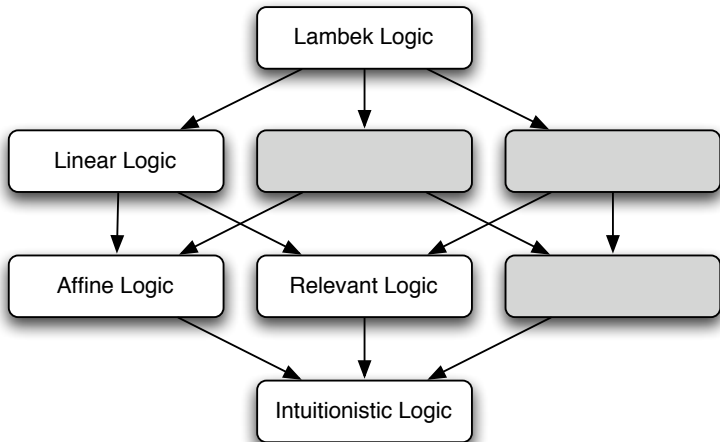 Lambek Logic
Linear Logic
Affine Logic
Relevant Logic
Intuitionistic Logic